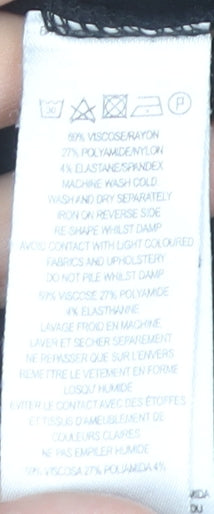 69% VISCOSE/RAYON
27% POLYAMIDE/NYLON
4% ELASTANE/SPANDEX
MACHINE WASH COLD
WASH AND DRY SEPARATELY
IRON ON REVERSE SIDE
RE-SHAPE WHILST DAMP
AVOID CONTACT WITH LIGHT COLOURED
FABRICS AND UPHOLSTERY
DO NOT PILE WHILST DAMP
VISCOSE 27% POLYAMIDE
4% ELASTHANNE
LAVAGE FROID EN MACHINE
LAVER ET SECHER SEPAREMENT
NE REPASSER QUE SUR L'ENVERS
REMETTRE LE VETEMENT EN FORME
LORSQU'HUMIDE
EVITER LE CONTACT AVEC DES ETOFFES
ET TISSUS D'AMEUBLEMENT DE
COULEURS CLAIRES
NE PAS EMPILER HUMIDE
VISCOSA 27% POLIAMIDA 4%